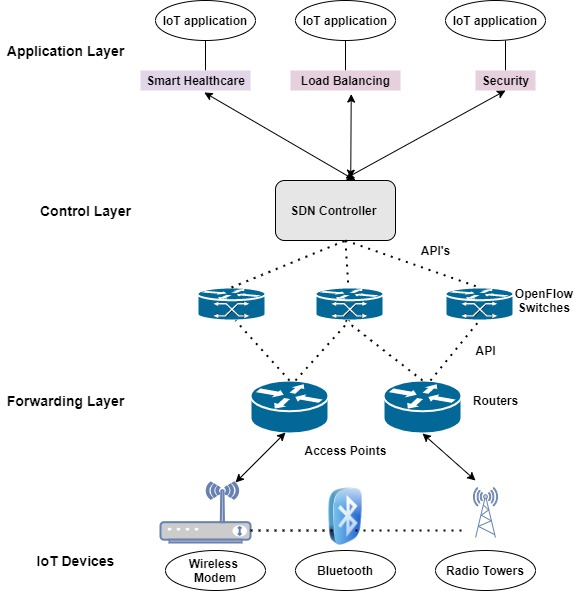 IoT application
IoT application
IoT application
Application Layer
Smart Healthcare
Load Balancing
Security
Control Layer
SDN Controller
API's
OpenFlow
Switches
API
Forwarding Layer
Routers
Access Points
IoT Devices
Wireless
Modem
Bluetooth
Radio Towers